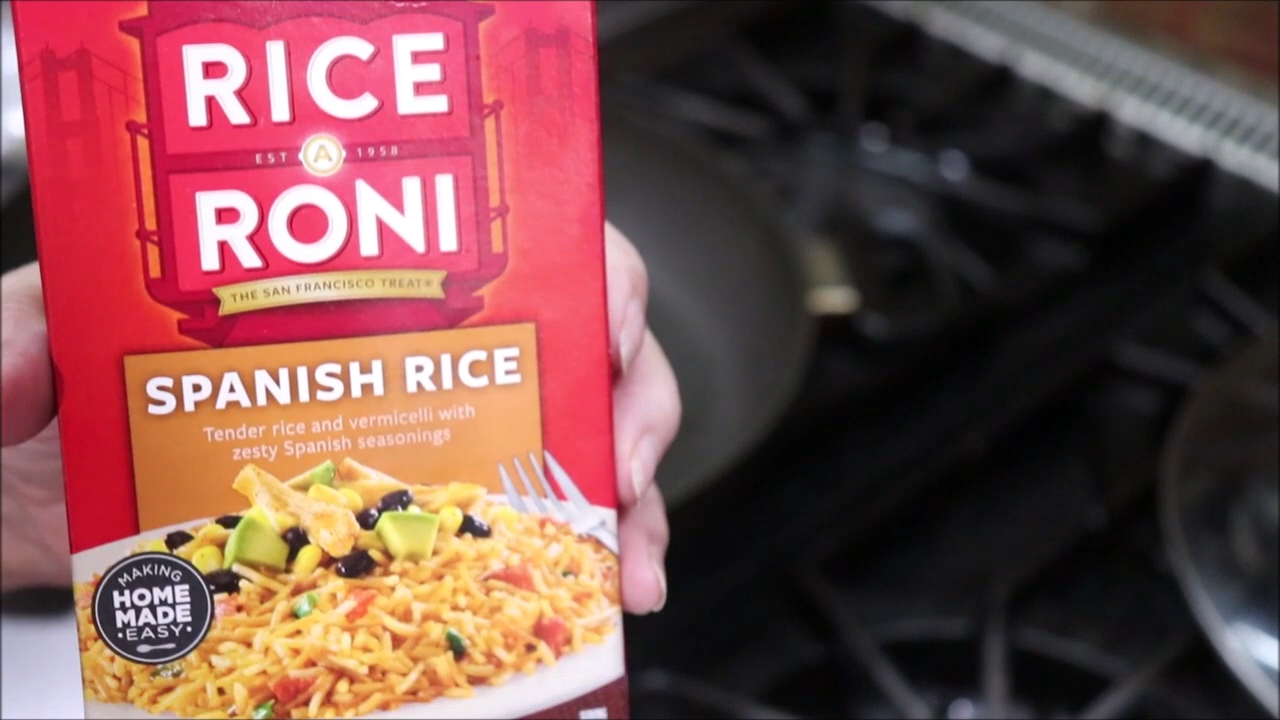 RICE
EST A 1958
RONI
THE SAN FRANCISCO TREAT®
SPANISH RICE
Tender rice and vermicelli with
zesty Spanish seasonings
MAKING
HOME
MADE
•EASY•